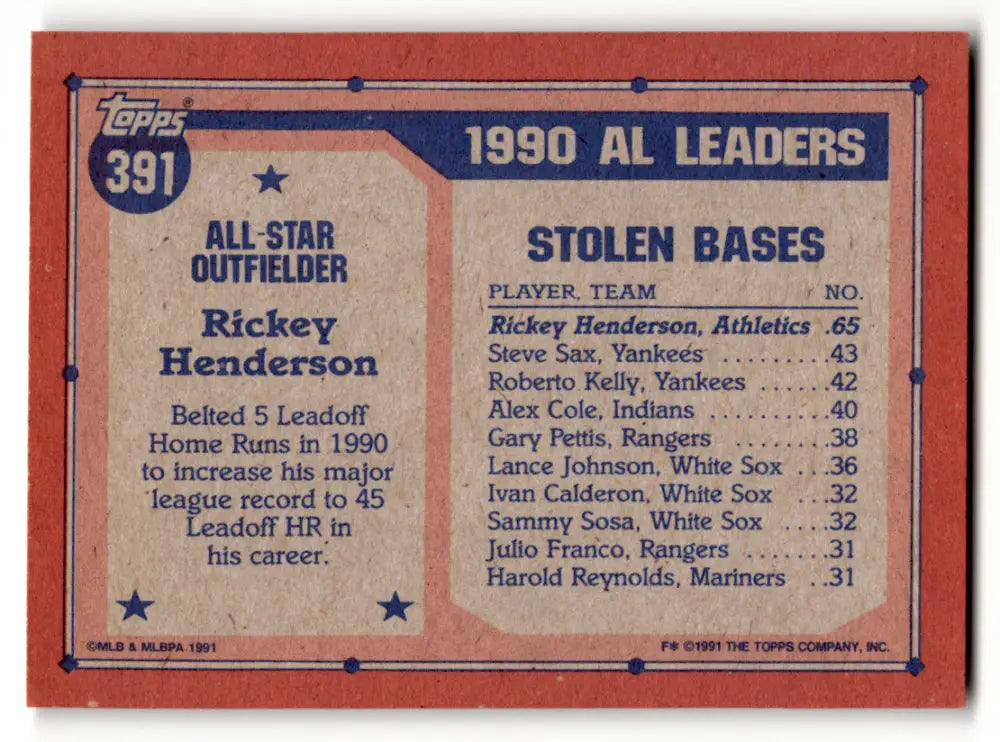 topps®
391
1990 AL LEADERS
ALL-STAR
OUTFIELDER
Rickey
Henderson
Belted 5 Leadoff
Home Runs in 1990
to increase his major
league record to 45
Leadoff HR in
his career.
STOLEN BASES
PLAYER, TEAM NO.
Rickey Henderson, Athletics .65
Steve Sax, Yankees ........43
Roberto Kelly, Yankees ......42
Alex Cole, Indians ..........40
Gary Pettis, Rangers ........38
Lance Johnson, White Sox ...36
Ivan Calderon, White Sox ....32
Sammy Sosa, White Sox ....32
Julio Franco, Rangers .......31
Harold Reynolds, Mariners ..31
©MLB & MLBPA 1991
F* ©1991 THE TOPPS COMPANY, INC.